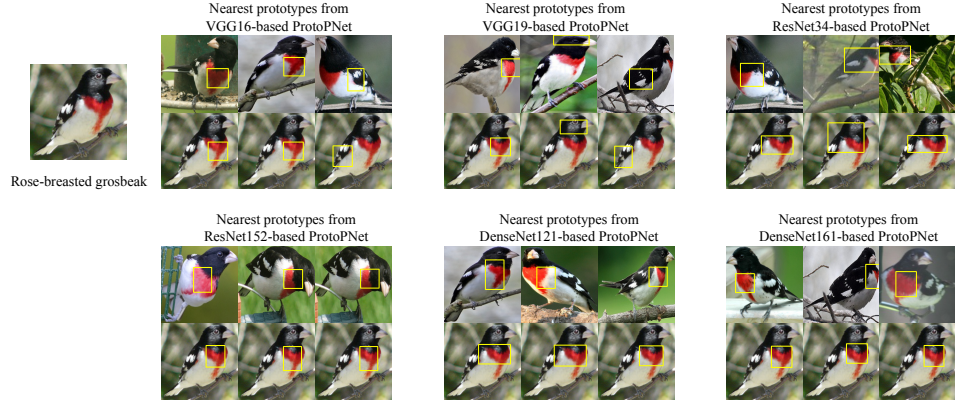 Nearest prototypes from
VGG16-based ProtoPNet
Nearest prototypes from
VGG19-based ProtoPNet
Nearest prototypes from
ResNet34-based ProtoPNet
Rose-breasted grosbeak
Nearest prototypes from
ResNet152-based ProtoPNet
Nearest prototypes from
DenseNet121-based ProtoPNet
Nearest prototypes from
DenseNet161-based ProtoPNet